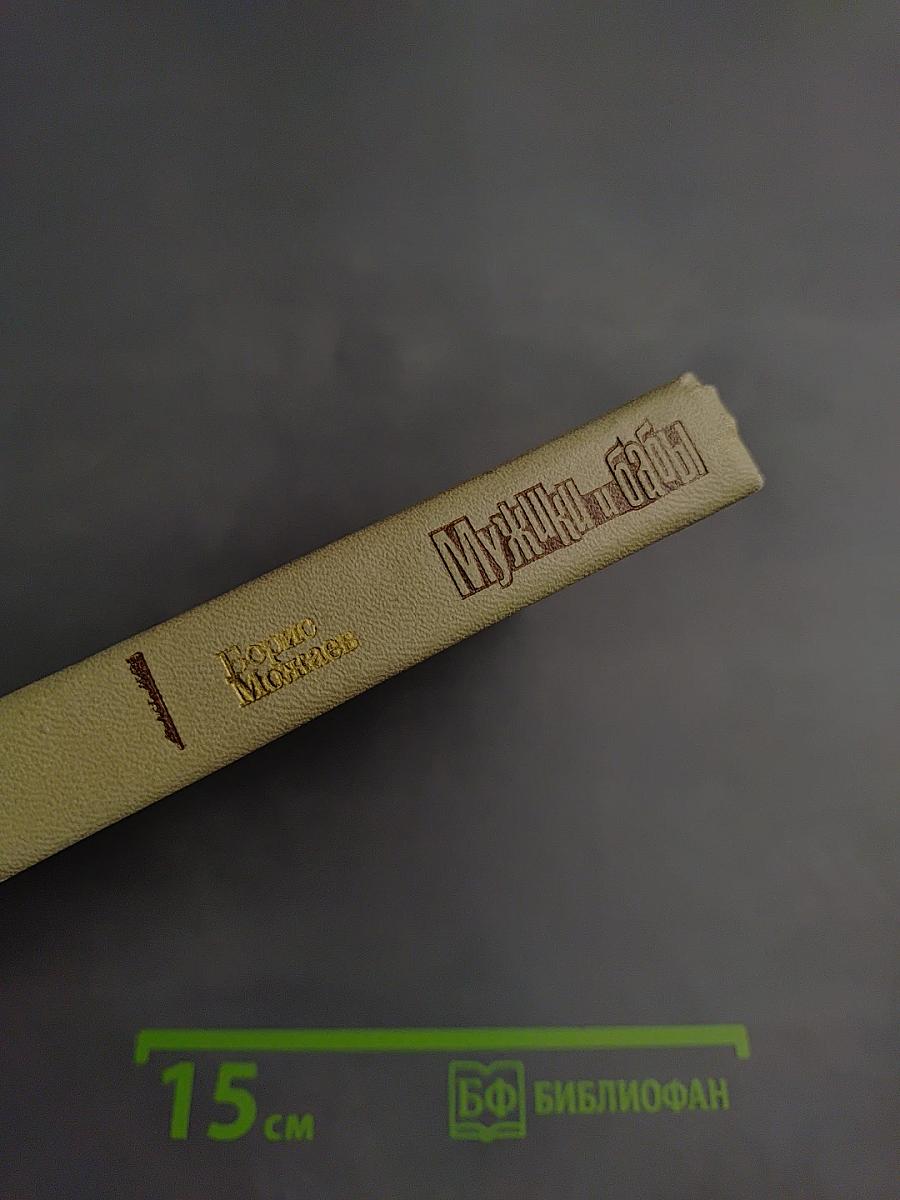 Мужики и бабы
Борис
Можаев
15 см
БФ БИБЛИОФАН